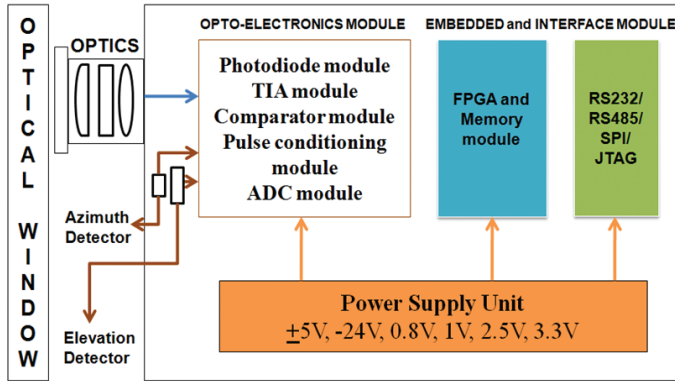 OPTICAL WINDOW
OPTICS
Azimuth
Detector
Elevation
Detector
OPTO-ELECTRONICS MODULE
Photodiode module
TIA module
Comparator module
Pulse conditioning
module
ADC module
EMBEDDED and INTERFACE MODULE
FPGA and
Memory
module
RS232/
RS485/
SPI/
JTAG
Power Supply Unit
±5V, -24V, 0.8V, 1V, 2.5V, 3.3V